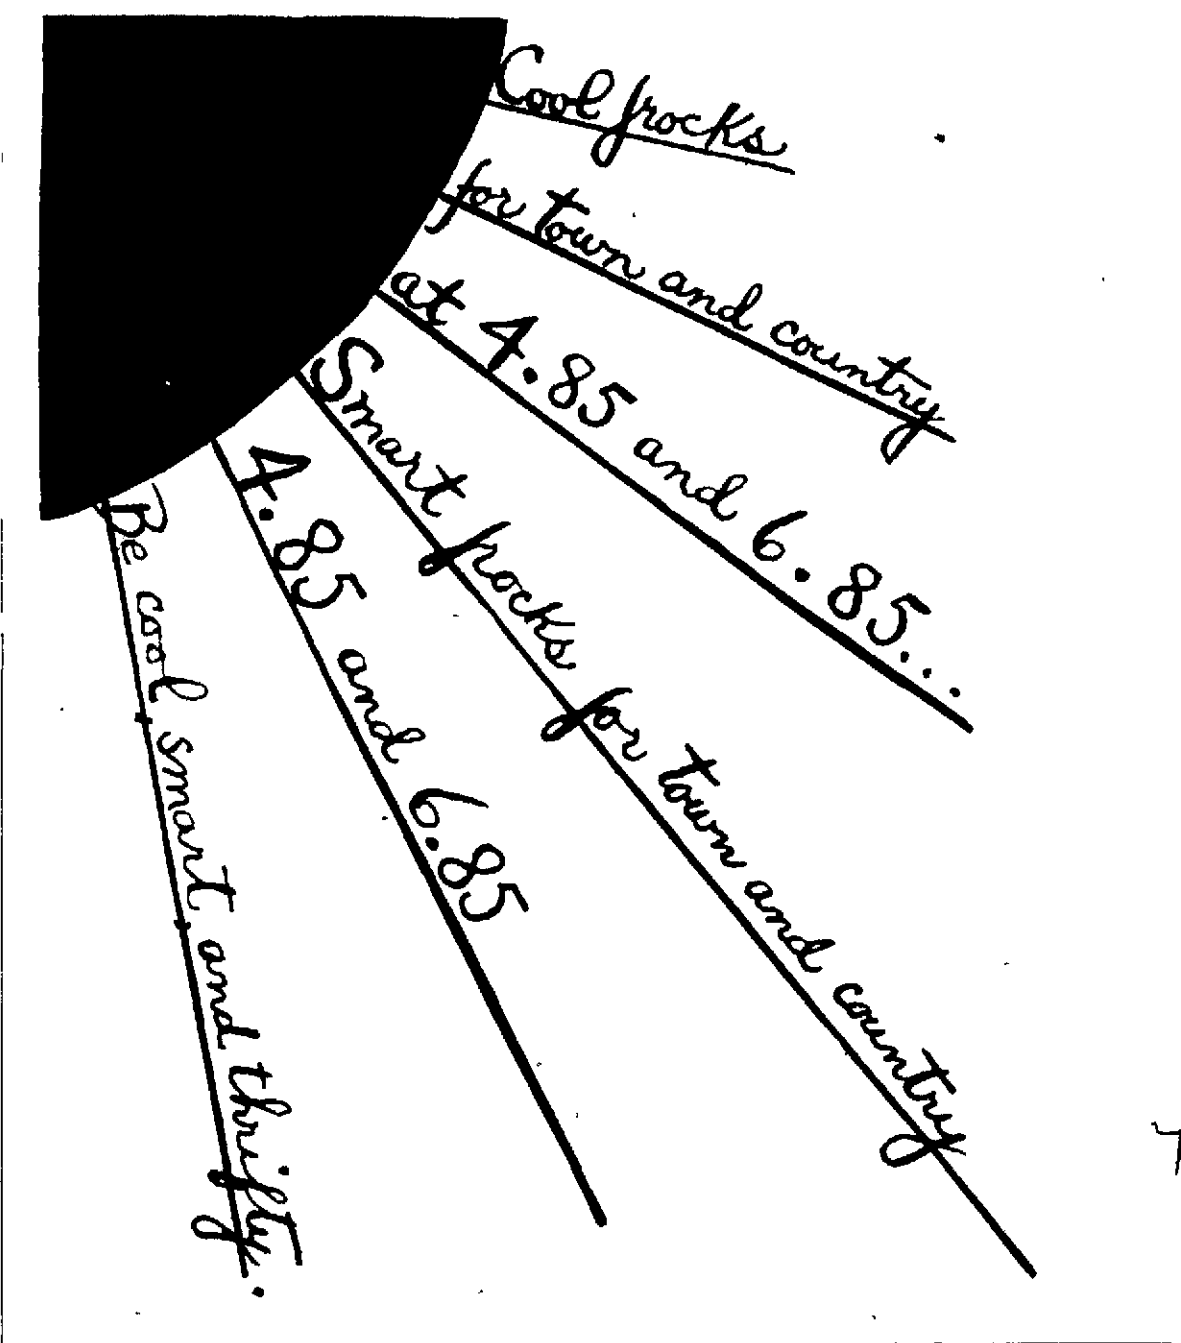 Cool frocks
for town and country
at 4.85 and 6.85...
Smart frocks for town and country
4.85 and 6.85
Be cool, smart, and thrifty.